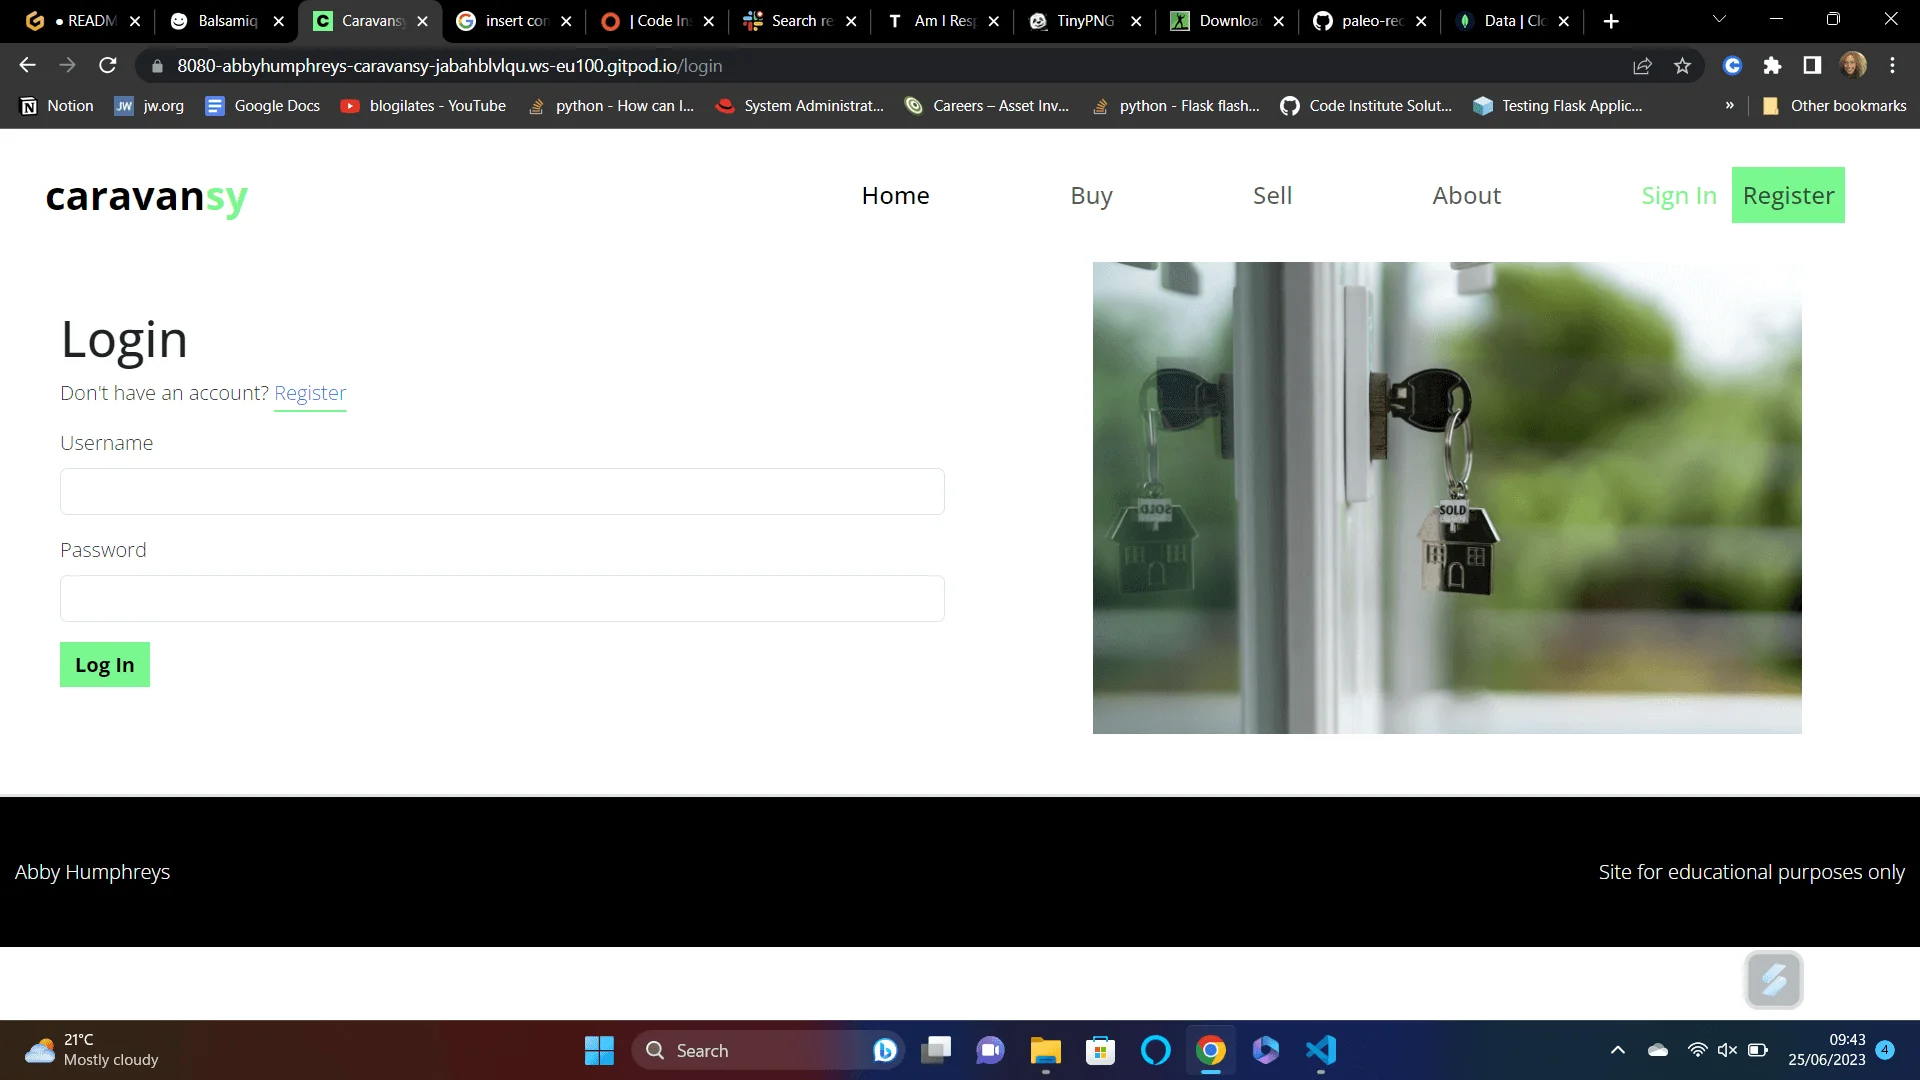 READM
Balsamiq
Caravansy
insert con
| Code Ins
Search re
Am I Resp
TinyPNG
Downloa
paleo-rec
Data | Clo
8080-abbyhumphreys-caravansy-jabahblvlqu.ws-eu100.gitpod.io/login
Notion
JW jw.org
Google Docs
blogilates - YouTube
python - How can I...
System Administrat...
Careers – Asset Inv...
python - Flask flash...
Code Institute Solut...
Testing Flask Applic...
»
Other bookmarks
caravansy
Home
Buy
Sell
About
Sign In
Register
Login
Don't have an account? Register
Username
Password
Log In
SOLD
SOLD
Abby Humphreys
Site for educational purposes only
21°C
Mostly cloudy
Search
09:43
25/06/2023
4